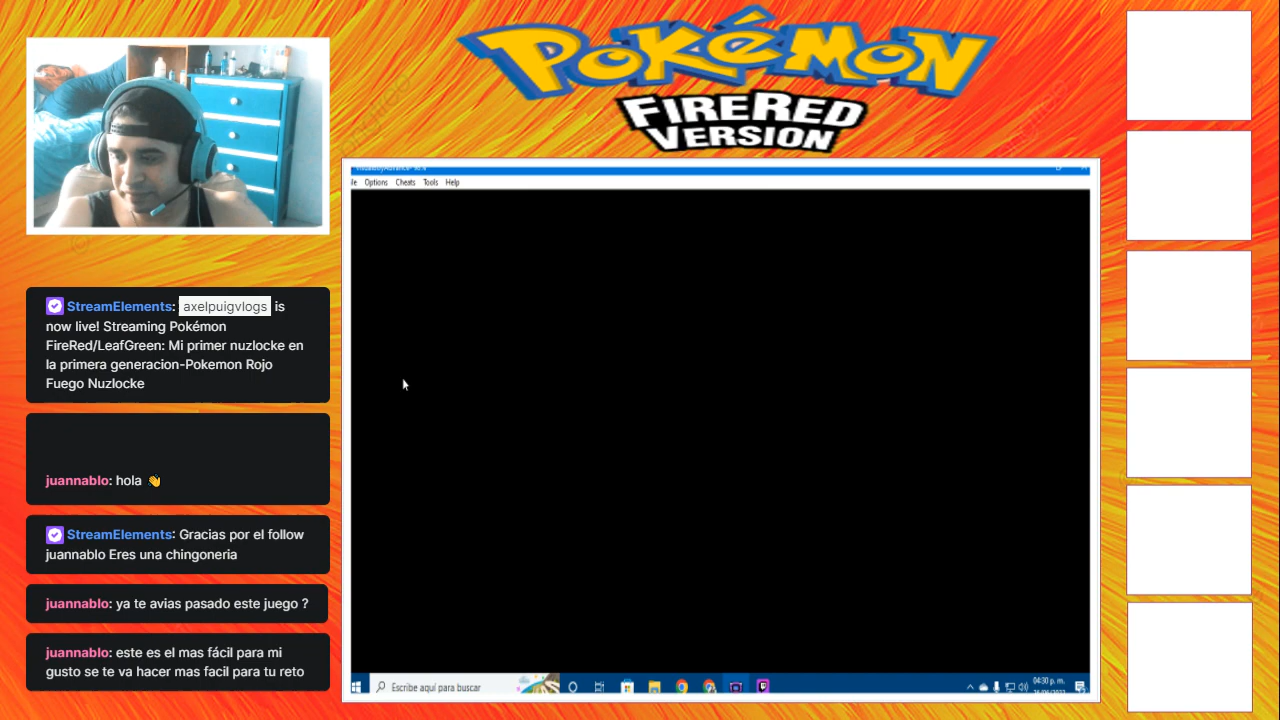 POKéMON
FIRERED
VERSION
Options Cheats Tools Help
StreamElements: axelpuigvlogs is
now live! Streaming Pokémon
FireRed/LeafGreen: Mi primer nuzlocke en
la primera generacion-Pokemon Rojo
Fuego Nuzlocke
juannablo: hola 👋
StreamElements: Gracias por el follow
juannablo Eres una chingoneria
juannablo: ya te avias pasado este juego ?
juannablo: este es el mas fácil para mi
gusto se te va hacer mas facil para tu reto
Escribe aquí para buscar
04:30 p. m.